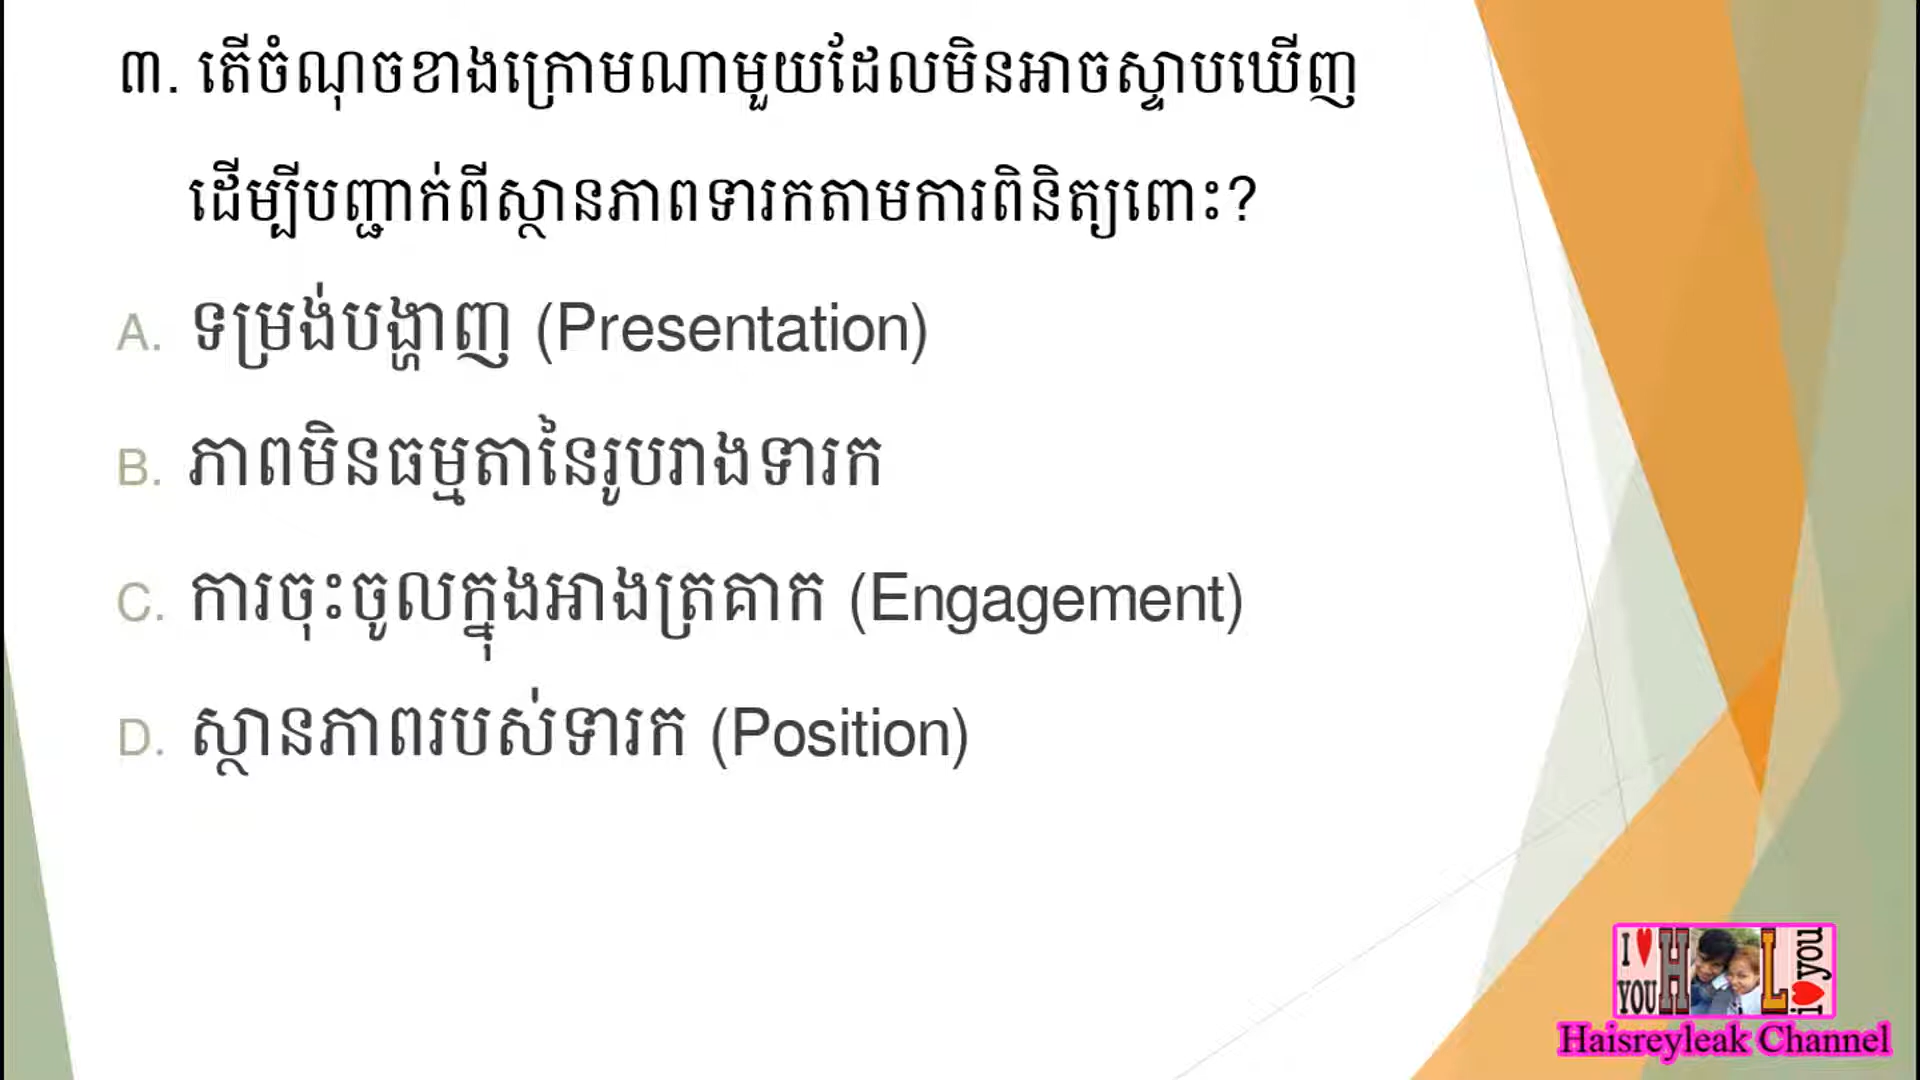 ៣. តើចំណុចខាងក្រោមណាមួយដែលមិនអាចស្ទាបឃើញ
ដើម្បីបញ្ជាក់ពីស្ថានភាពទារកតាមការពិនិត្យពោះ?
A. ទម្រង់បង្ហាញ (Presentation)
B. ភាពមិនធម្មតានៃរូបរាងទារក
C. ការចុះចូលក្នុងអាងត្រគាក (Engagement)
D. ស្ថានភាពរបស់ទារក (Position)
I ♥ YOU
H
L
i ♥ you
Haisreyleak Channel